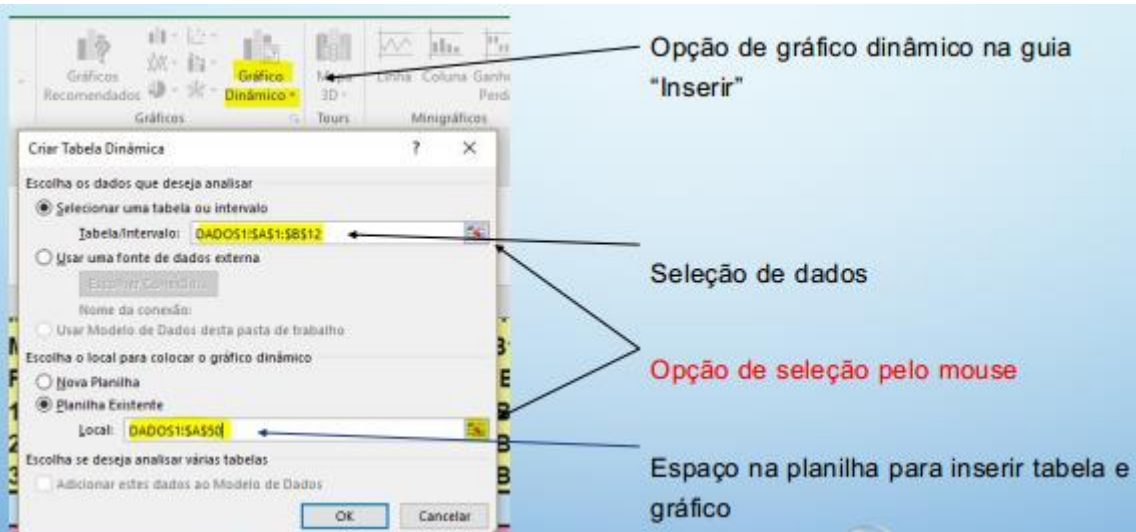 Gráficos Recomendados
Gráfico Dinâmico
3D
Linha Coluna
Gráficos
Tours
Minigráficos
Opção de gráfico dinâmico na guia
“Inserir”
Criar Tabela Dinâmica ? ×
Escolha os dados que deseja analisar
Selecionar uma tabela ou intervalo
Tabela/Intervalo: DADOS1!$A$1:$B$12
Usar uma fonte de dados externa
Nome da conexão:
Usar Modelo de Dados desta pasta de trabalho
Escolha o local para colocar o gráfico dinâmico
Nova Planilha
Planilha Existente
Local: DADOS1!$A$50
Escolha se deseja analisar várias tabelas
Adicionar estes dados ao Modelo de Dados
OK Cancelar
Seleção de dados
Opção de seleção pelo mouse
Espaço na planilha para inserir tabela e
gráfico